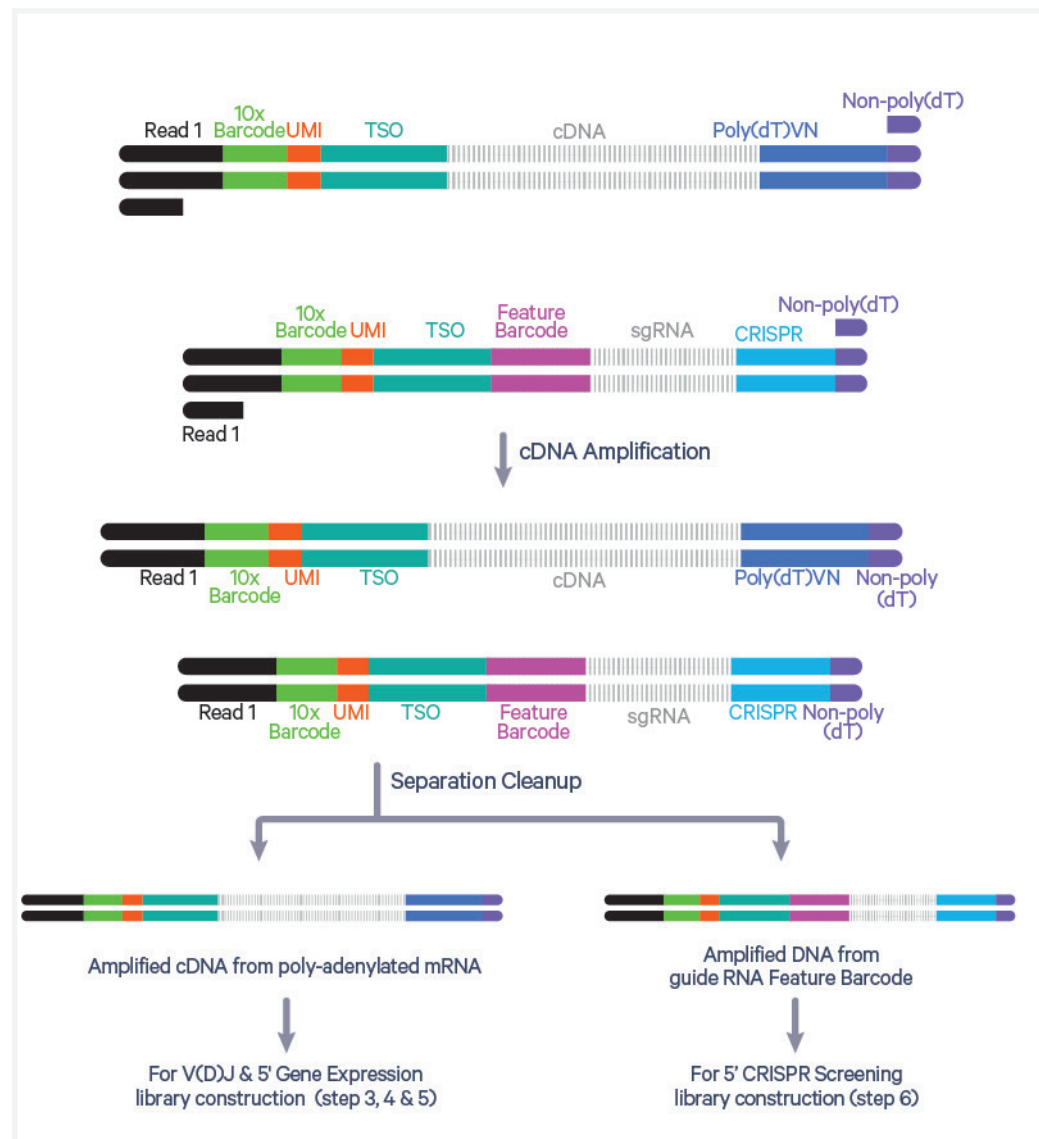 Non-poly(dT)
Read 1 10x Barcode UMI TSO cDNA Poly(dT)VN
Non-poly(dT)
10x Barcode UMI TSO Feature Barcode sgRNA CRISPR
Read 1
cDNA Amplification
Read 1 10x Barcode UMI TSO cDNA Poly(dT)VN Non-poly (dT)
Read 1 10x Barcode UMI TSO Feature Barcode sgRNA CRISPR Non-poly (dT)
Separation Cleanup
Amplified cDNA from poly-adenylated mRNA
Amplified DNA from
guide RNA Feature Barcode
For V(D)J & 5' Gene Expression
library construction (step 3, 4 & 5)
For 5’ CRISPR Screening
library construction (step 6)